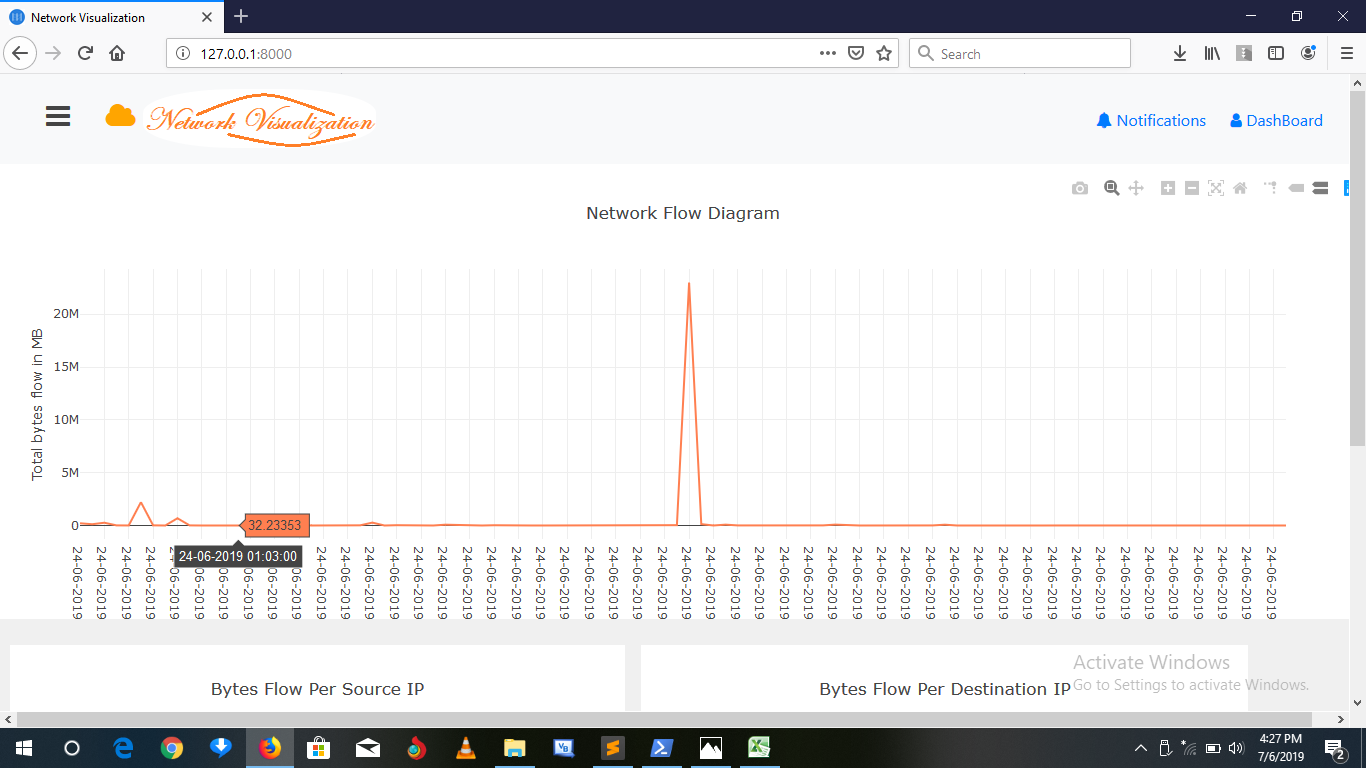 Network Visualization
127.0.0.1:8000
Search
Network Visualization
Notifications
DashBoard
Network Flow Diagram
Total bytes flow in MB
20M
15M
10M
5M
0
32.23353
24-06-2019 01:03:00
24-06-2019 24-06-2019 24-06-2019 24-06-2019 24-06-2019 24-06-2019 24-06-2019 24-06-2019 24-06-2019 24-06-2019 24-06-2019 24-06-2019 24-06-2019 24-06-2019 24-06-2019 24-06-2019 24-06-2019 24-06-2019 24-06-2019 24-06-2019 24-06-2019 24-06-2019 24-06-2019 24-06-2019 24-06-2019 24-06-2019 24-06-2019 24-06-2019 24-06-2019 24-06-2019 24-06-2019 24-06-2019 24-06-2019 24-06-2019 24-06-2019 24-06-2019 24-06-2019 24-06-2019 24-06-2019 24-06-2019 24-06-2019 24-06-2019 24-06-2019 24-06-2019 24-06-2019 24-06-2019 24-06-2019 24-06-2019 24-06-2019 24-06-2019
Bytes Flow Per Source IP
Bytes Flow Per Destination IP
Activate Windows
Go to Settings to activate Windows.
4:27 PM
7/6/2019
2